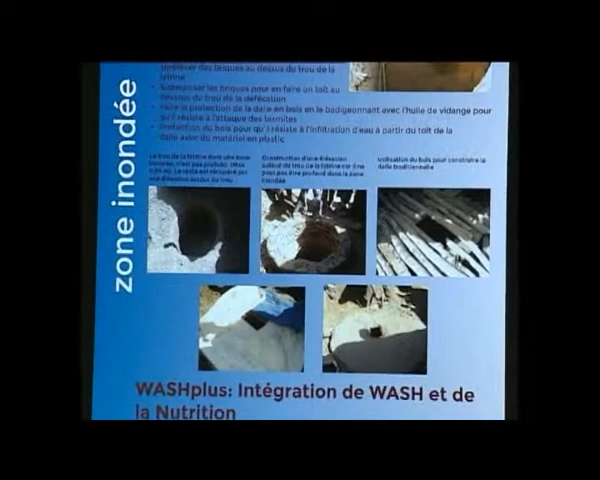 surélever des briques au dessus du trou de la
latrine
• Superposer les briques pour en faire un toit au
dessus du trou de la défécation
• Faire la protection de la dalle en bois en le badigeonnant avec l'huile de vidange pour
qu'il résiste à l'attaque des termites
• Protection du bois pour qu'il résiste à l'infiltration d'eau à partir du toit de la
dalle avec du matériel en plastic
zone inondée
Le trou de la latrine dans une zone
inondée, n'est pas profond. (Max
Le reste est récupéré par
une élévation autour du trou
Construction d'une élévation
autour du trou de la latrine car il ne
peut pas être profond dans la zone
inondée
Utilisation du bois pour construire la
dalle traditionnelle
WASHplus: Intégration de WASH et de
la Nutrition